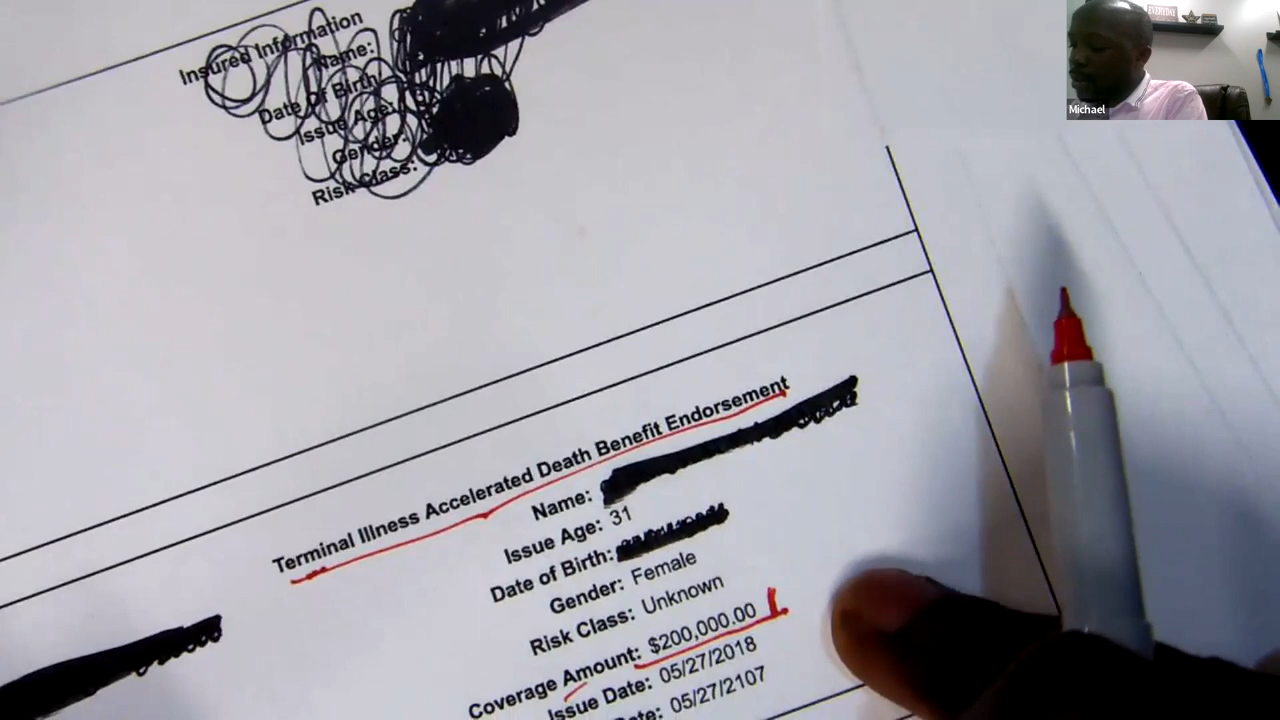 EVERYDAY
Michael
Insured Information
Name:
Date Of Birth:
Issue Age:
Gender:
Risk Class:
Terminal Illness Accelerated Death Benefit Endorsement
Name:
Issue Age: 31
Date of Birth:
Gender: Female
Risk Class: Unknown
Coverage Amount: $200,000.00
Issue Date: 05/27/2018
Date: 05/27/2107